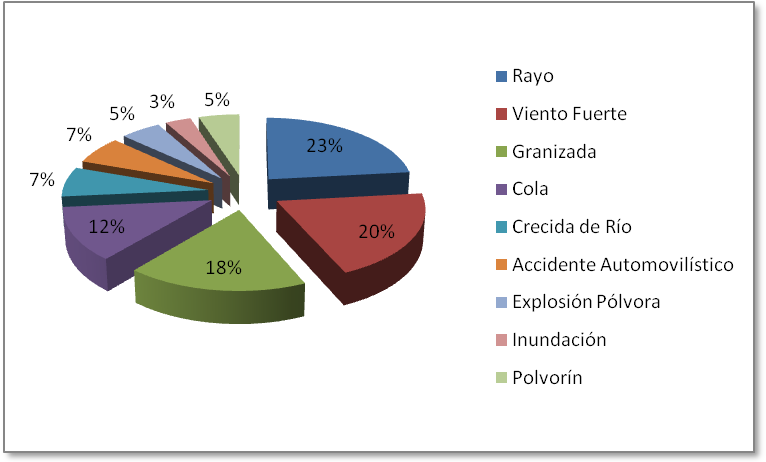 23%
20%
18%
12%
7%
7%
5%
3%
5%
Rayo
Viento Fuerte
Granizada
Cola
Crecida de Río
Accidente Automovilístico
Explosión Pólvora
Inundación
Polvorín